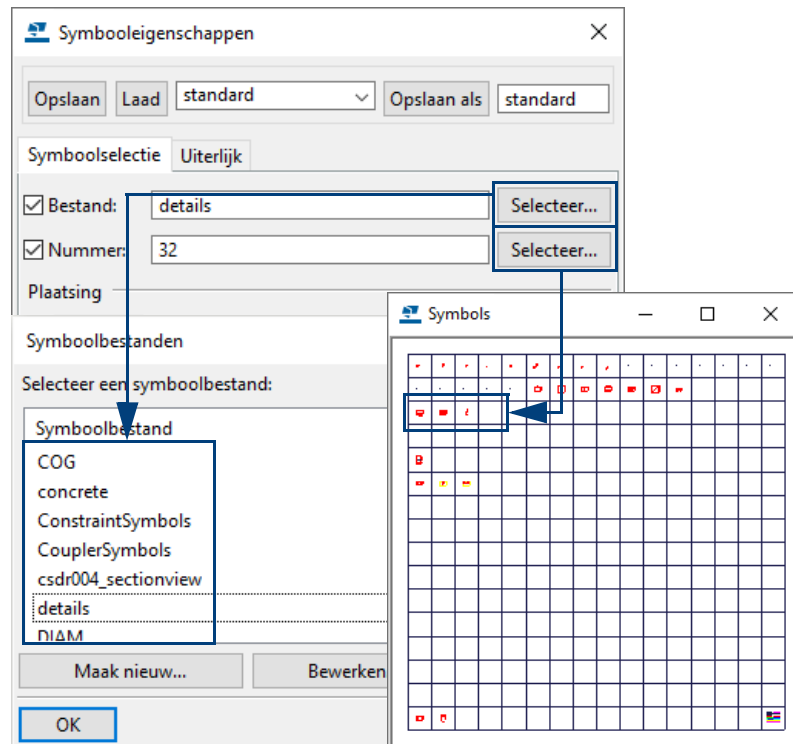 Symbooleigenschappen
Opslaan Laad standard Opslaan als standard
Symboolselectie Uiterlijk
Bestand: details Selecteer...
Nummer: 32 Selecteer...
Plaatsing
Symbols
Symboolbestanden
Selecteer een symboolbestand:
Symboolbestand
COG
concrete
ConstraintSymbols
CouplerSymbols
csdr004_sectionview
details
DIAM
Maak nieuw... Bewerken
OK